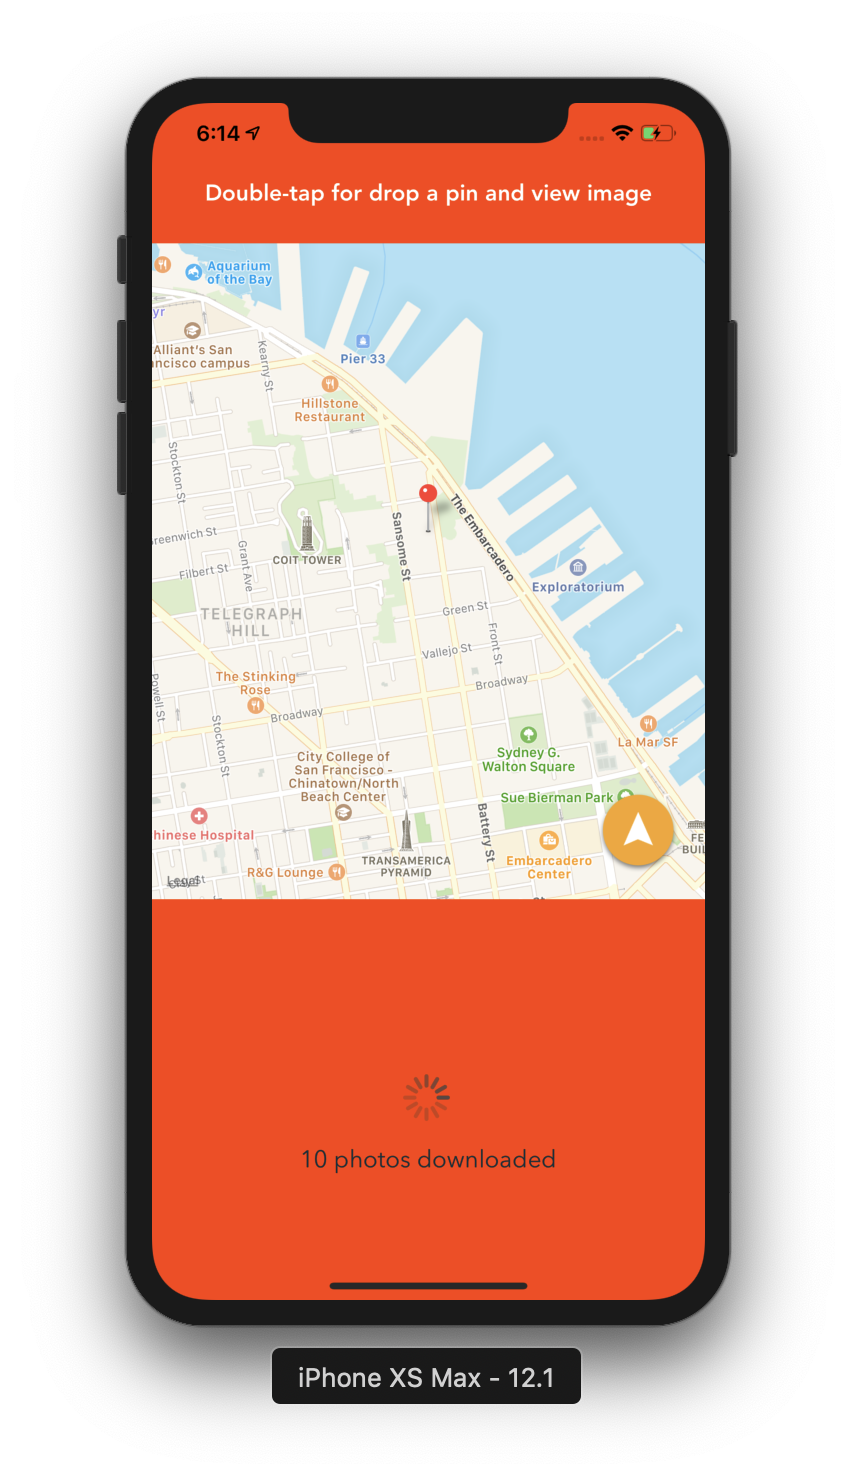 6:14
Double-tap for drop a pin and view image
Aquarium
of the Bay
yr
Alliant's San
ncisco campus
Kearny St
Pier 33
Hillstone
Restaurant
Stockton St
Sansome St
The Embarcadero
reenwich St
Grant Ave
COIT TOWER
Filbert St
Exploratorium
TELEGRAPH
HILL
Green St
Front St
Vallejo St
The Stinking
Rose
Powell St
Broadway
Broadway
Stockton St
La Mar SF
City College of
San Francisco -
Chinatown/North
Beach Center
Sydney G.
Walton Square
Sue Bierman Park
hinese Hospital
Battery St
FE
BUIL
TRANSAMERICA
PYRAMID
Embarcadero
Center
R&G Lounge
Legal
10 photos downloaded
iPhone XS Max - 12.1